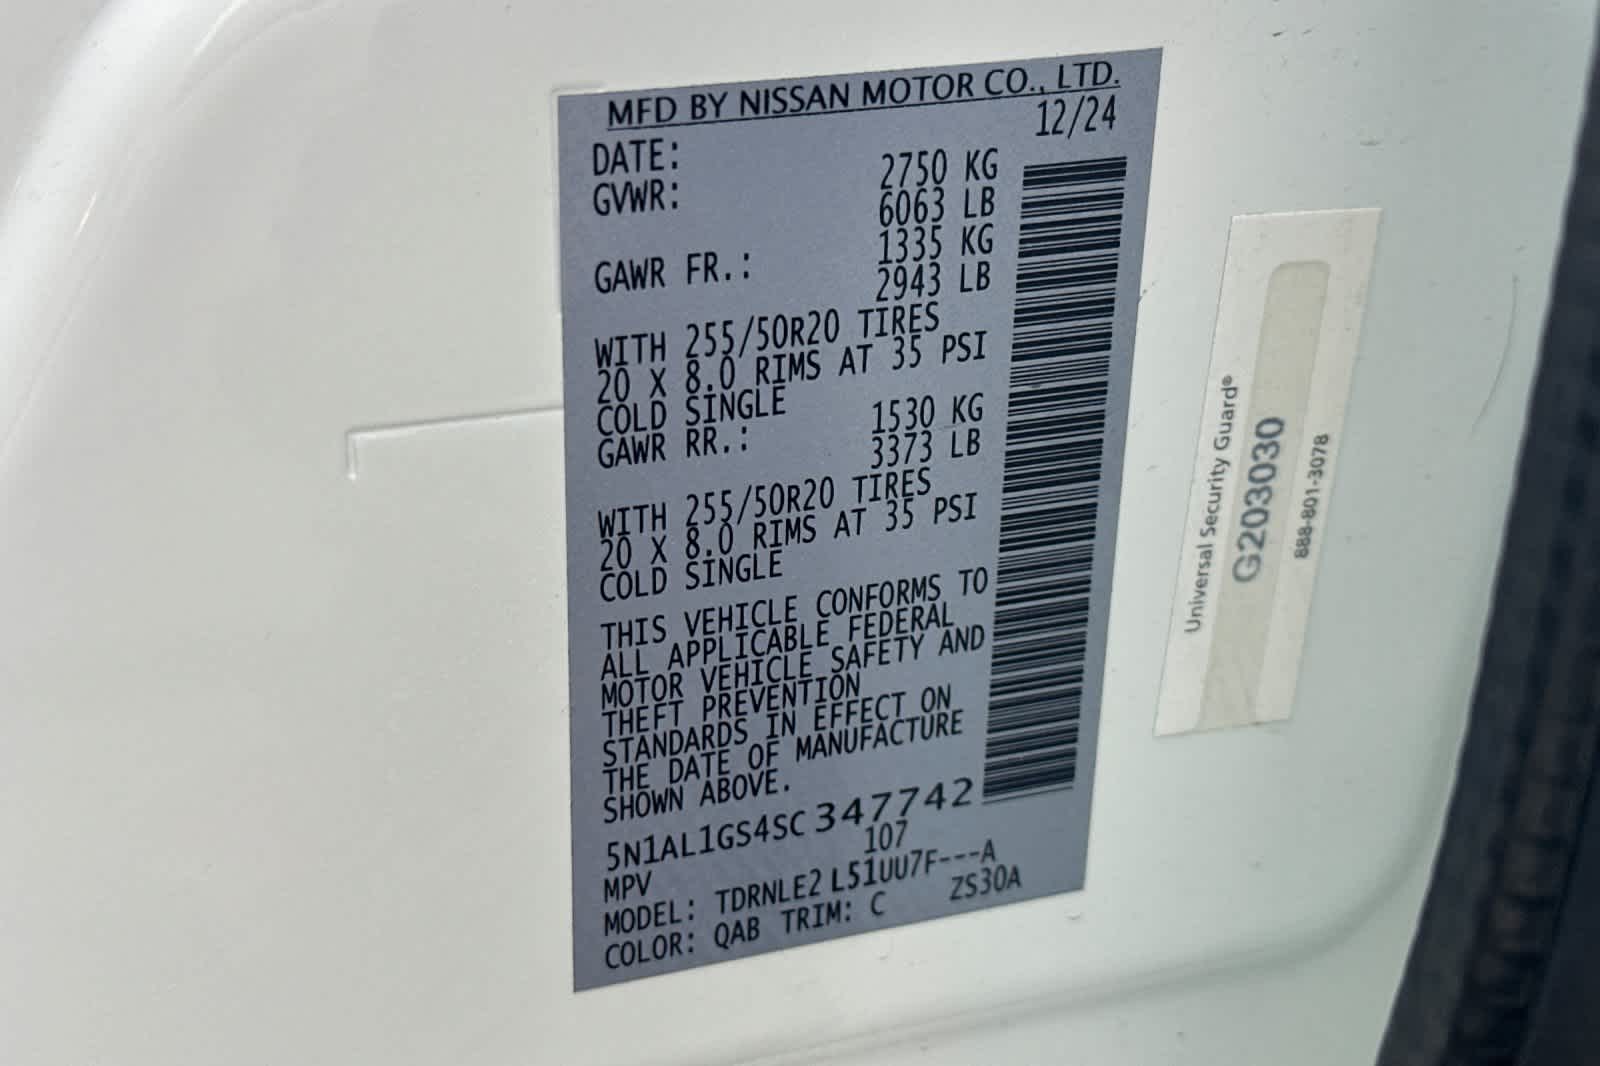 MFD BY NISSAN MOTOR CO., LTD.
DATE: 12/24
GVWR: 2750 KG
6063 LB
GAWR FR.: 1335 KG
2943 LB
WITH 255/50R20 TIRES
20 X 8.0 RIMS AT 35 PSI
COLD SINGLE
GAWR RR.: 1530 KG
3373 LB
WITH 255/50R20 TIRES
20 X 8.0 RIMS AT 35 PSI
COLD SINGLE
THIS VEHICLE CONFORMS TO
ALL APPLICABLE FEDERAL
MOTOR VEHICLE SAFETY AND
THEFT PREVENTION
STANDARDS IN EFFECT ON
THE DATE OF MANUFACTURE
SHOWN ABOVE.
5N1AL1GS4SC347742
MPV 107
MODEL: TDRNLE2 L51UU7F---A
COLOR: QAB TRIM: C ZS30A
Universal Security Guard®
G203030
888-801-3078